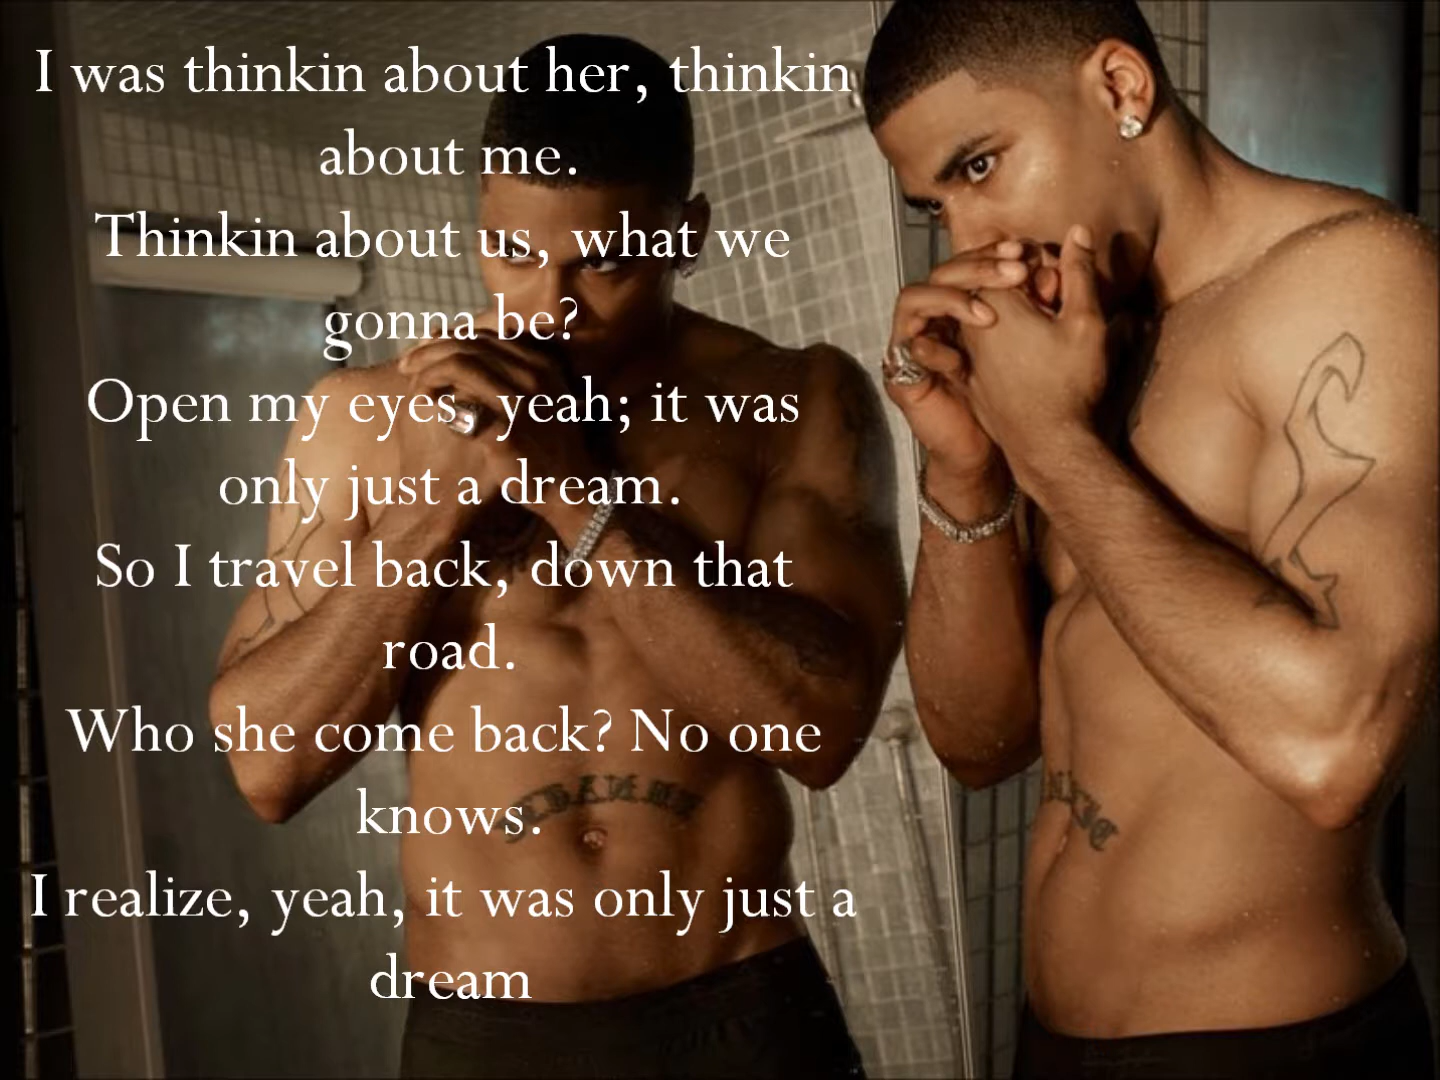 I was thinkin about her, thinkin
about me.
Thinkin about us, what we
gonna be?
Open my eyes, yeah; it was
only just a dream.
So I travel back, down that
road.
Who she come back? No one
knows.
I realize, yeah, it was only just a
dream